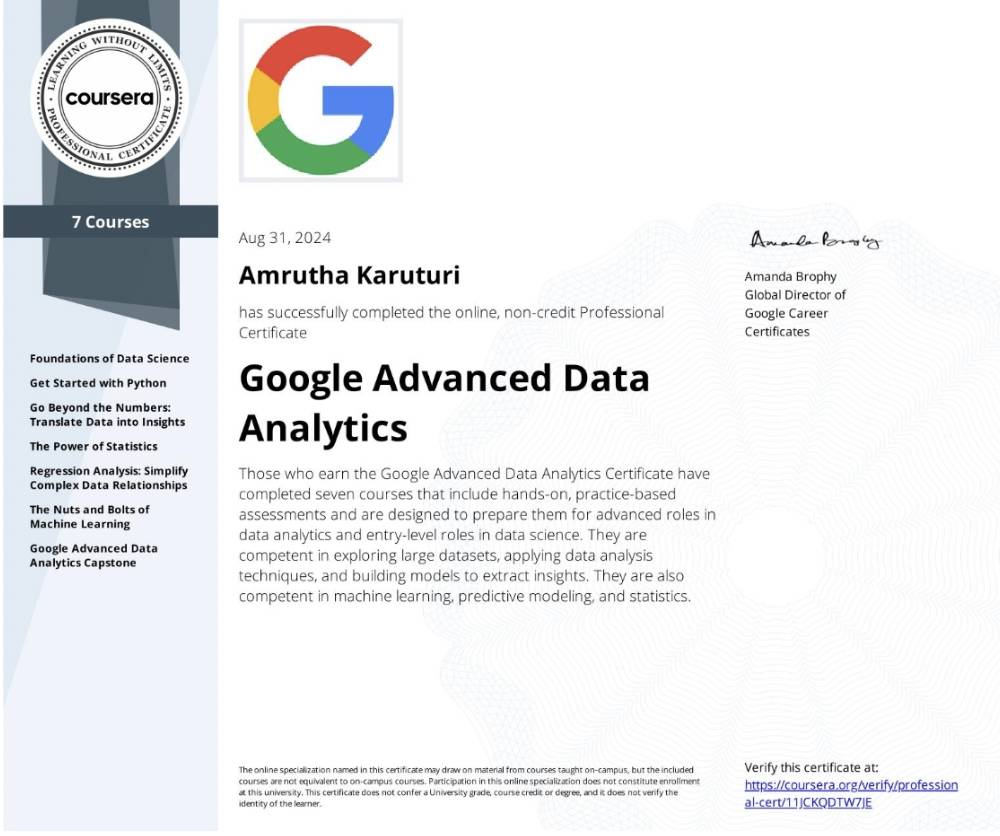 LEARNING WITHOUT LIMITS
coursera
PROFESSIONAL CERTIFICATE
7 Courses
Foundations of Data Science
Get Started with Python
Go Beyond the Numbers:
Translate Data into Insights
The Power of Statistics
Regression Analysis: Simplify
Complex Data Relationships
The Nuts and Bolts of
Machine Learning
Google Advanced Data
Analytics Capstone
G
Aug 31, 2024
Amrutha Karuturi
has successfully completed the online, non-credit Professional
Certificate
Google Advanced Data
Analytics
Those who earn the Google Advanced Data Analytics Certificate have
completed seven courses that include hands-on, practice-based
assessments and are designed to prepare them for advanced roles in
data analytics and entry-level roles in data science. They are
competent in exploring large datasets, applying data analysis
techniques, and building models to extract insights. They are also
competent in machine learning, predictive modeling, and statistics.
The online specialization named in this certificate may draw on material from courses taught on-campus, but the included
courses are not equivalent to on-campus courses. Participation in this online specialization does not constitute enrollment
at this university. This certificate does not confer a University grade, course credit or degree, and it does not verify the
identity of the learner.
Amanda Brophy
Amanda Brophy
Global Director of
Google Career
Certificates
Verify this certificate at:
https://coursera.org/verify/profession
al-cert/11JCKQDTW7JE